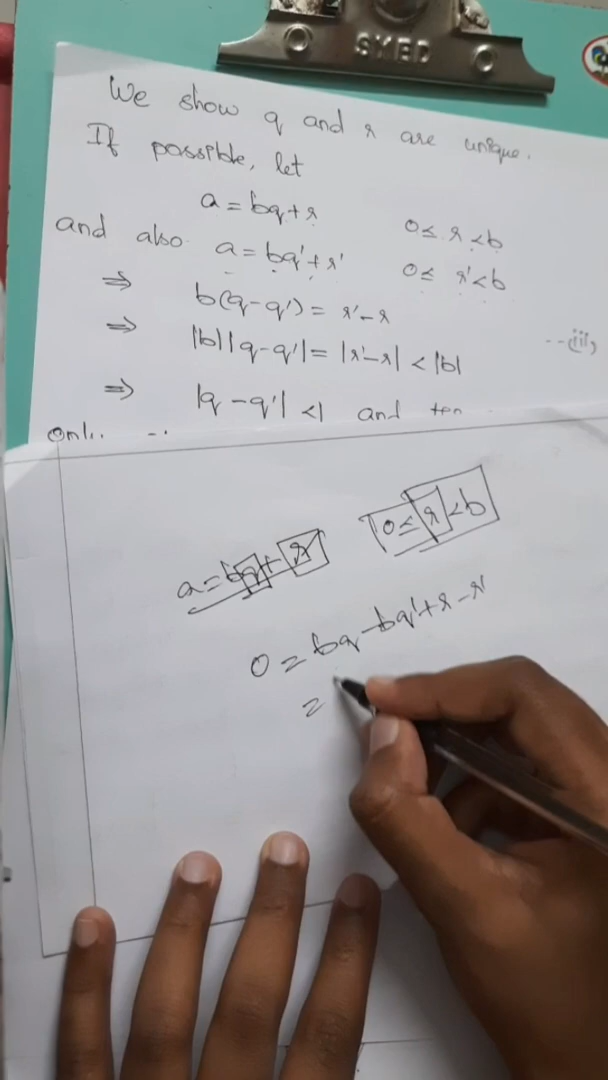 SMED
We show q and r are unique.
If possible, let
a = bq + r 0 ≤ r < b
and also a = bq' + r' 0 ≤ r' < b
⇒ b(q - q') = r' - r
⇒ |b| |q - q'| = |r' - r| < |b| --(iii)
⇒ |q - q'| < 1 and
a = bq + r 0 ≤ r < b
0 = bq - bq' + r - r'
=